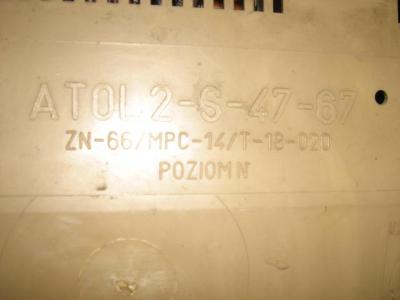 ATOL 2-S-47-67
ZN-66/MPC-14/T-18-020
POZIOM N